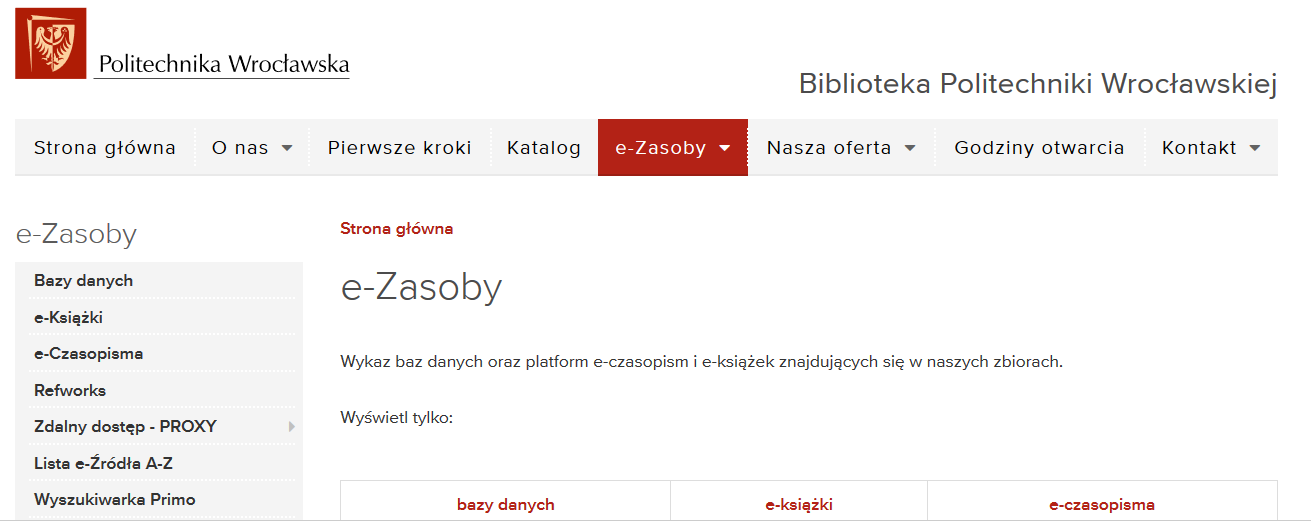 Politechnika Wrocławska
Biblioteka Politechniki Wrocławskiej
Strona główna O nas Pierwsze kroki Katalog e-Zasoby Nasza oferta Godziny otwarcia Kontakt
e-Zasoby
Bazy danych
e-Książki
e-Czasopisma
Refworks
Zdalny dostęp - PROXY
Lista e-Źródła A-Z
Wyszukiwarka Primo
Strona główna
e-Zasoby
Wykaz baz danych oraz platform e-czasopism i e-książek znajdujących się w naszych zbiorach.
Wyświetl tylko:
bazy danych e-książki e-czasopisma